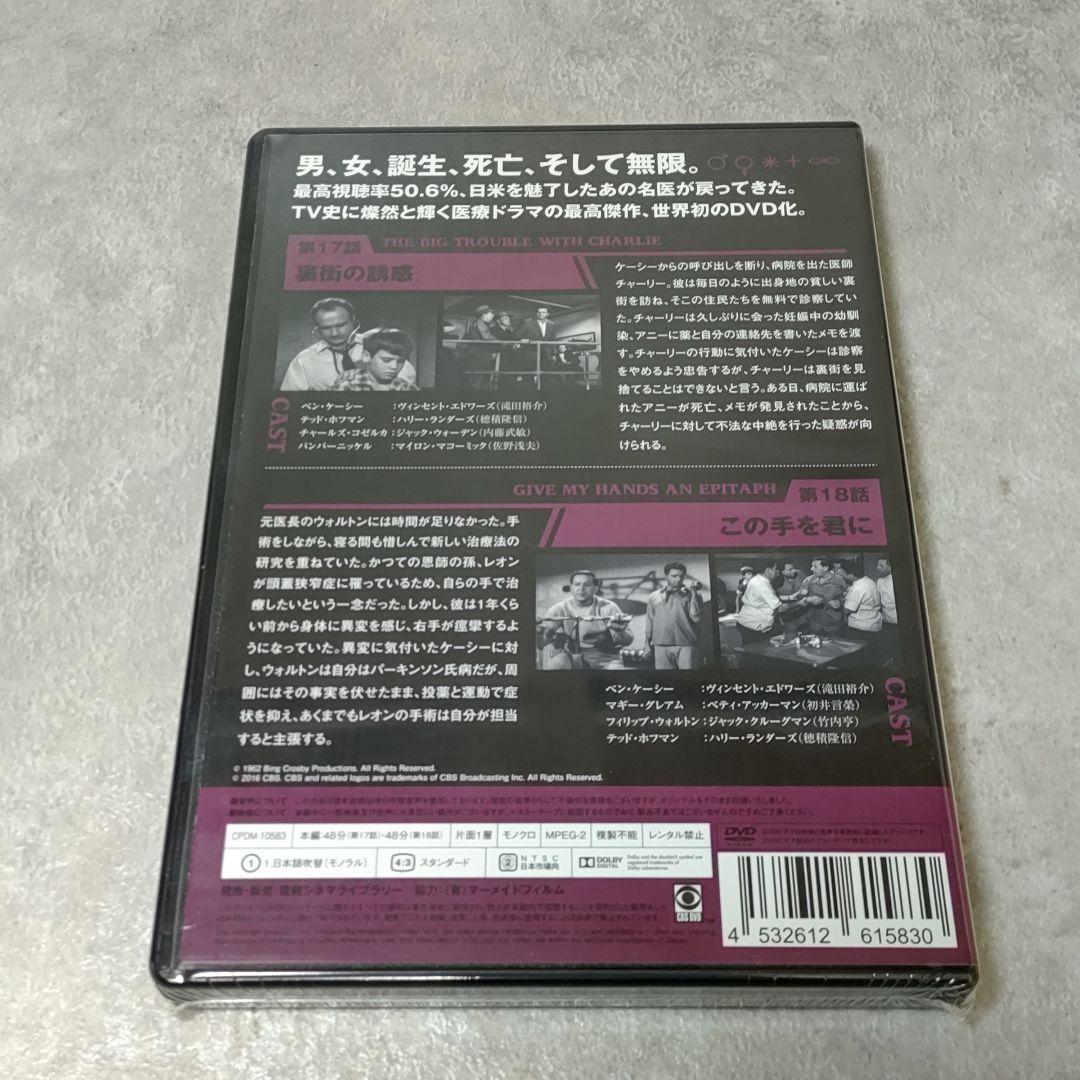 男、女、誕生、死亡、そして無限。♂♀*+∞
最高視聴率50.6%、日米を魅了したあの名医が戻ってきた。
TV史に燦然と輝く医療ドラマの最高傑作、世界初のDVD化。
第17話 THE BIG TROUBLE WITH CHARLIE
裏街の誘惑
ケーシーからの呼び出しを断り、病院を出た医師
チャーリー。彼は毎日のように出身地の貧しい裏
街を訪ね、そこの住民たちを無料で診察してい
た。チャーリーは久しぶりに会った妊娠中の幼馴
染、アニーに薬と自分の連絡先を書いたメモを渡
す。チャーリーの行動に気付いたケーシーは診察
をやめるよう忠告するが、チャーリーは裏街を見
捨てることはできないと言う。ある日、病院に運ば
れたアニーが死亡、メモが発見されたことから、
チャーリーに対して不法な中絶を行った疑惑が向
けられる。
CAST
ベン・ケーシー :ヴィンセント・エドワーズ(滝田裕介)
テッド・ホフマン :ハリー・ランダーズ(穂積隆信)
チャールズ・コゼルカ :ジャック・ウォーデン(内藤武敏)
パンパーニッケル :マイロン・マコーミック(佐野浅夫)
GIVE MY HANDS AN EPITAPH 第18話
この手を君に
元医長のウォルトンには時間が足りなかった。手
術をしながら、寝る間も惜しんで新しい治療法の
研究を重ねていた。かつての恩師の孫、レオン
が頭蓋狭窄症に罹っているため、自らの手で治
療したいという一念だった。しかし、彼は1年くら
い前から身体に異変を感じ、右手が痙攣するよ
うになっていた。異変に気付いたケーシーに対
し、ウォルトンは自分はパーキンソン氏病だが、周
囲にはその事実を伏せたまま、投薬と運動で症
状を抑え、あくまでもレオンの手術は自分が担当
すると主張する。
ベン・ケーシー :ヴィンセント・エドワーズ(滝田裕介)
マギー・グレアム :ベティ・アッカーマン(初井言榮)
フィリップ・ウォルトン :ジャック・クルーグマン(竹内亨)
テッド・ホフマン :ハリー・ランダーズ(穂積隆信)
CAST
© 1962 Bing Crosby Productions. All Rights Reserved.
© 2016 CBS. CBS and related logos are trademarks of CBS Broadcasting Inc. All Rights Reserved.
CPDM-10583 本編・48分(第17話)・48分(第18話) 片面1層 モノクロ MPEG-2 複製不能 レンタル禁止 DVD VIDEO
1 1.日本語吹替(モノラル) 4:3 スタンダード 2 NTSC 日本市場向 DOLBY DIGITAL
協力:(有)マーメイドフィルム
CBS DVD
4 532612 615830